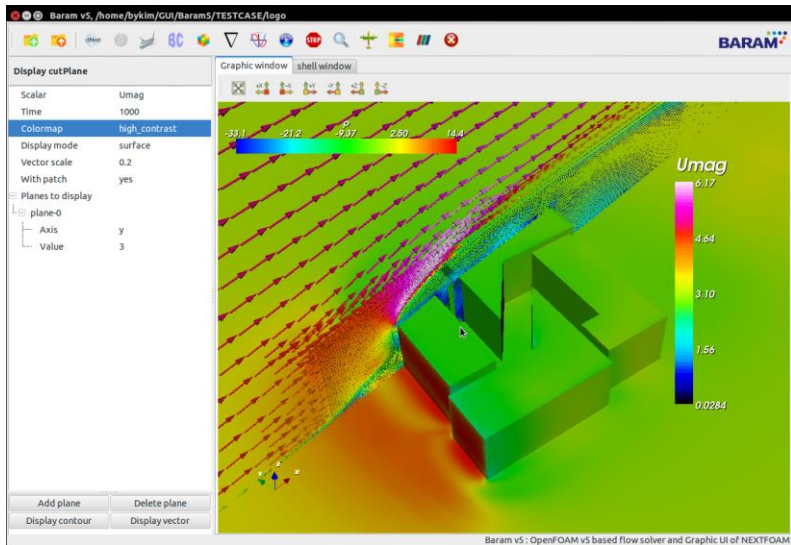 Baram v5, /home/bykim/GUI/Baram5/TESTCASE/logo
BC
STOP
BARAM
Display cutPlane
Graphic window shell window
+X -X +Y -Y +Z -Z
Scalar Umag
Time 1000
Colormap high_contrast
Display mode surface
Vector scale 0.2
With patch yes
Planes to display
plane-0
Axis y
Value 3
p
-33.1 -21.2 -9.37 2.50 14.4
Umag
6.17
4.64
3.10
1.56
0.0284
Add plane Delete plane
Display contour Display vector
Baram v5 : OpenFOAM v5 based flow solver and Graphic UI of NEXTFOAM